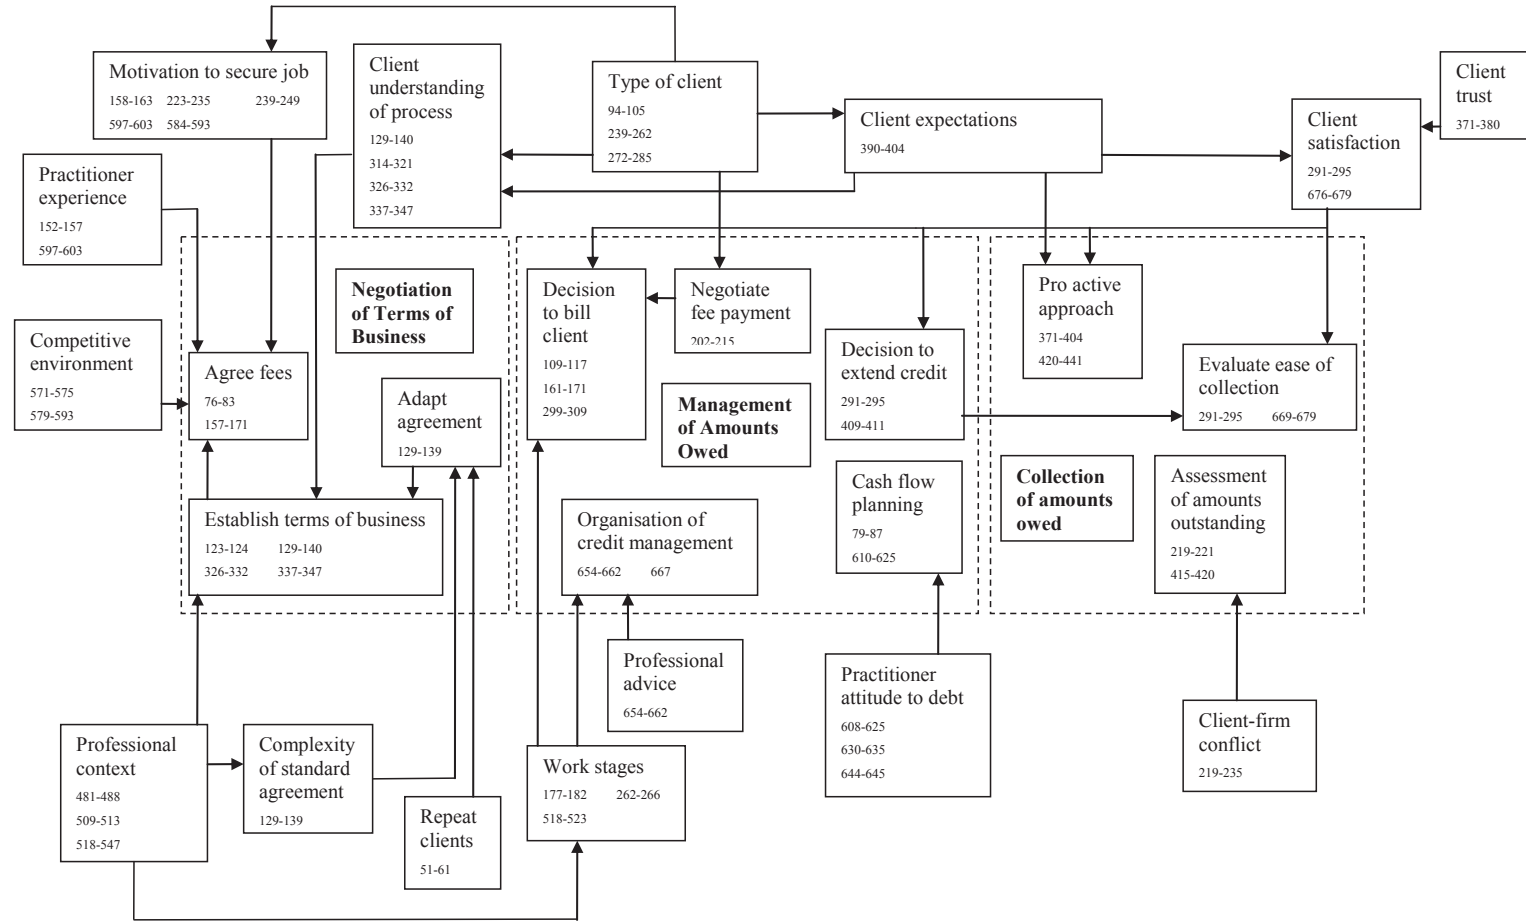 Motivation to secure job
158-163 223-235 239-249
597-603 584-593
Client
understanding
of process
129-140
314-321
326-332
337-347
Type of client
94-105
239-262
272-285
Client expectations
390-404
Client
satisfaction
291-295
676-679
Client
trust
371-380
Practitioner
experience
152-157
597-603
Negotiation
of Terms of
Business
Decision
to bill
client
109-117
161-171
299-309
Negotiate
fee payment
202-215
Pro active
approach
371-404
420-441
Competitive
environment
571-575
579-593
Agree fees
76-83
157-171
Adapt
agreement
129-139
Management
of Amounts
Owed
Decision to
extend credit
291-295
409-411
Evaluate ease of
collection
291-295 669-679
Establish terms of business
123-124 129-140
326-332 337-347
Organisation of
credit management
654-662 667
Cash flow
planning
79-87
610-625
Collection
of amounts
owed
Assessment
of amounts
outstanding
219-221
415-420
Professional
advice
654-662
Practitioner
attitude to debt
608-625
630-635
644-645
Client-firm
conflict
219-235
Professional
context
481-488
509-513
518-547
Complexity
of standard
agreement
129-139
Repeat
clients
51-61
Work stages
177-182 262-266
518-523